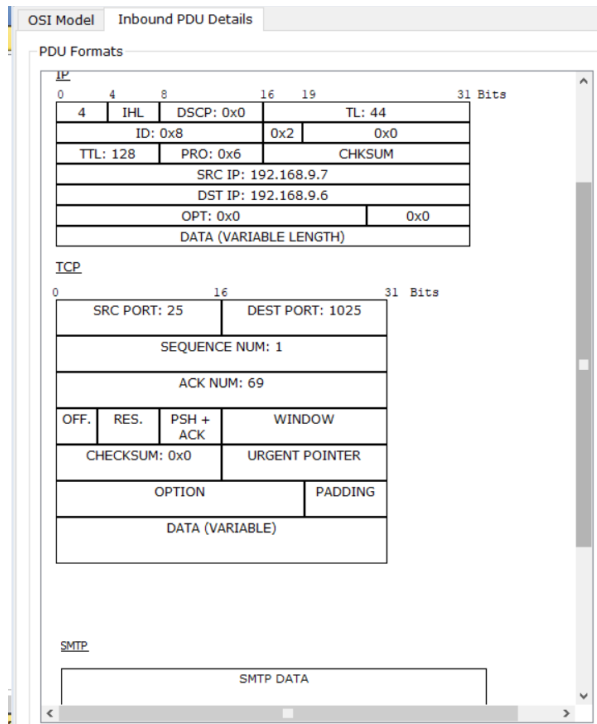 OSI Model Inbound PDU Details
PDU Formats
IP
0 4 8 16 19 31 Bits
4 IHL DSCP: 0x0 TL: 44
ID: 0x8 0x2 0x0
TTL: 128 PRO: 0x6 CHKSUM
SRC IP: 192.168.9.7
DST IP: 192.168.9.6
OPT: 0x0 0x0
DATA (VARIABLE LENGTH)
TCP
0 16 31 Bits
SRC PORT: 25 DEST PORT: 1025
SEQUENCE NUM: 1
ACK NUM: 69
OFF. RES. PSH + ACK WINDOW
CHECKSUM: 0x0 URGENT POINTER
OPTION PADDING
DATA (VARIABLE)
SMTP
SMTP DATA